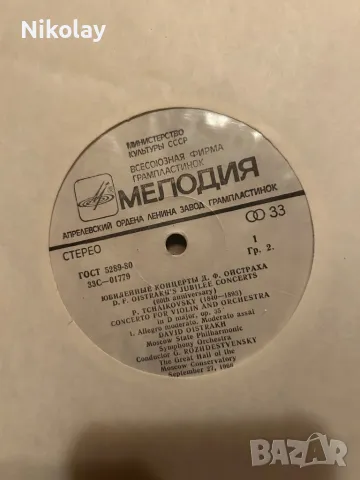 Nikolay
МИНИСТЕРСТВО
КУЛЬТУРЫ СССР
ВСЕСОЮЗНАЯ ФИРМА
ГРАМПЛАСТИНОК
МЕЛОДИЯ
АПРЕЛЕВСКИЙ ОРДЕНА ЛЕНИНА ЗАВОД ГРАМПЛАСТИНОК
СТЕРЕО
33
ГОСТ 5289-80
33С—01779
1
Гр. 2.
ЮБИЛЕЙНЫЕ КОНЦЕРТЫ Д. Ф. ОЙСТРАХА
D. F. OISTRAKH'S JUBILEE CONCERTS
(60th anniversary)
P. TCHAIKOVSKY (1840—1893)
CONCERTO FOR VIOLIN AND ORCHESTRA
in D major, op. 35
1. Allegro moderato. Moderato assai
DAVID OISTRAKH
Moscow State Philharmonic
Symphony Orchestra
Conductor G. ROZHDESTVENSKY
The Great Hall of the
Moscow Conservatory
September 27, 1968
BAZAR